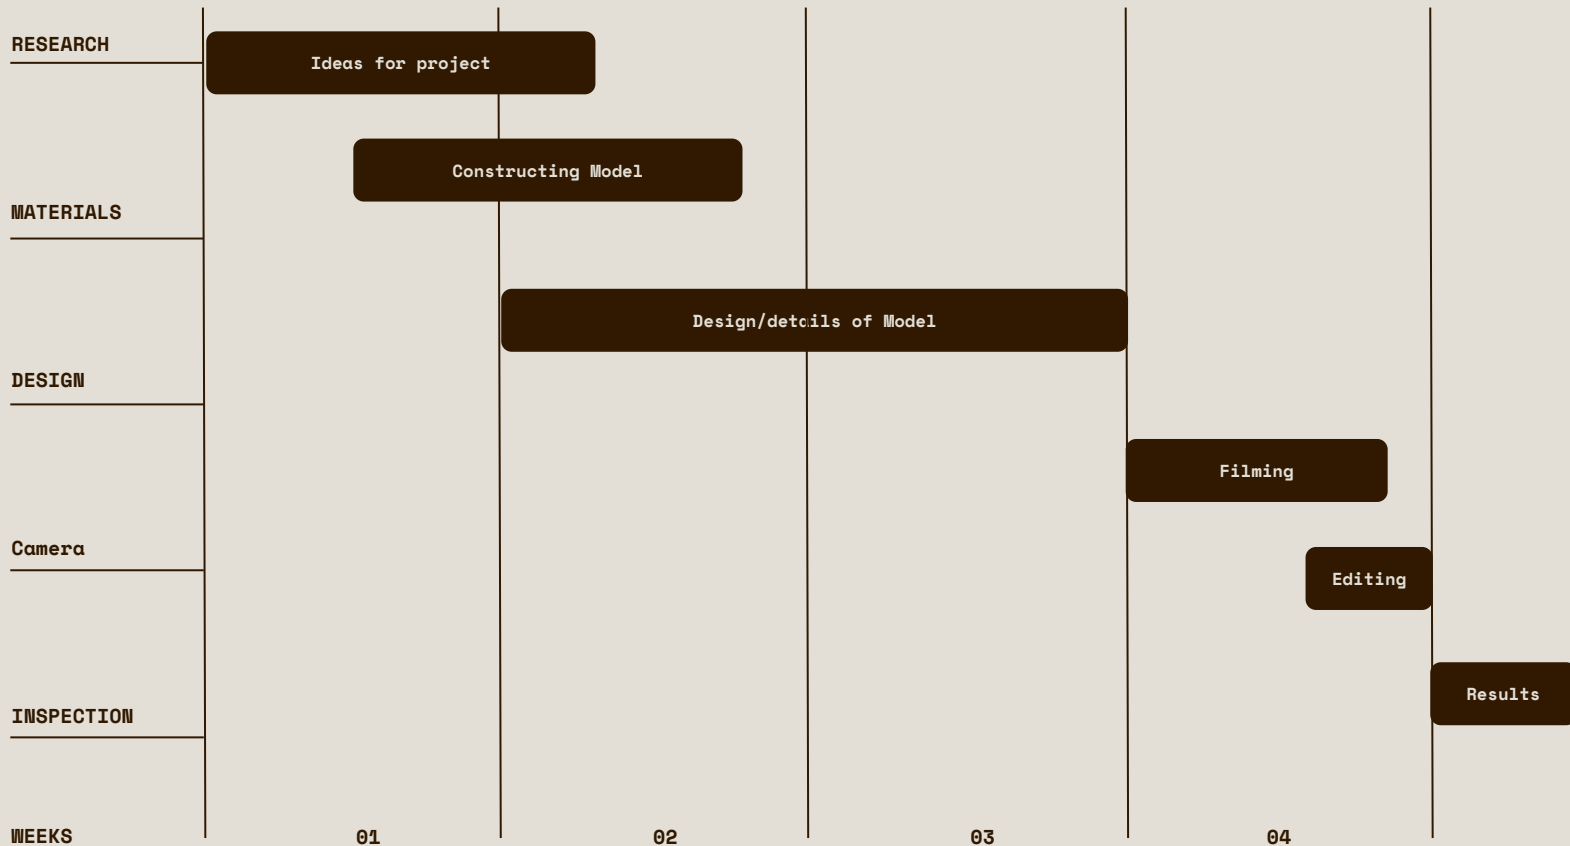 RESEARCH
Ideas for project
Constructing Model
MATERIALS
Design/details of Model
DESIGN
Filming
Camera
Editing
Results
INSPECTION
WEEKS 01 02 03 04